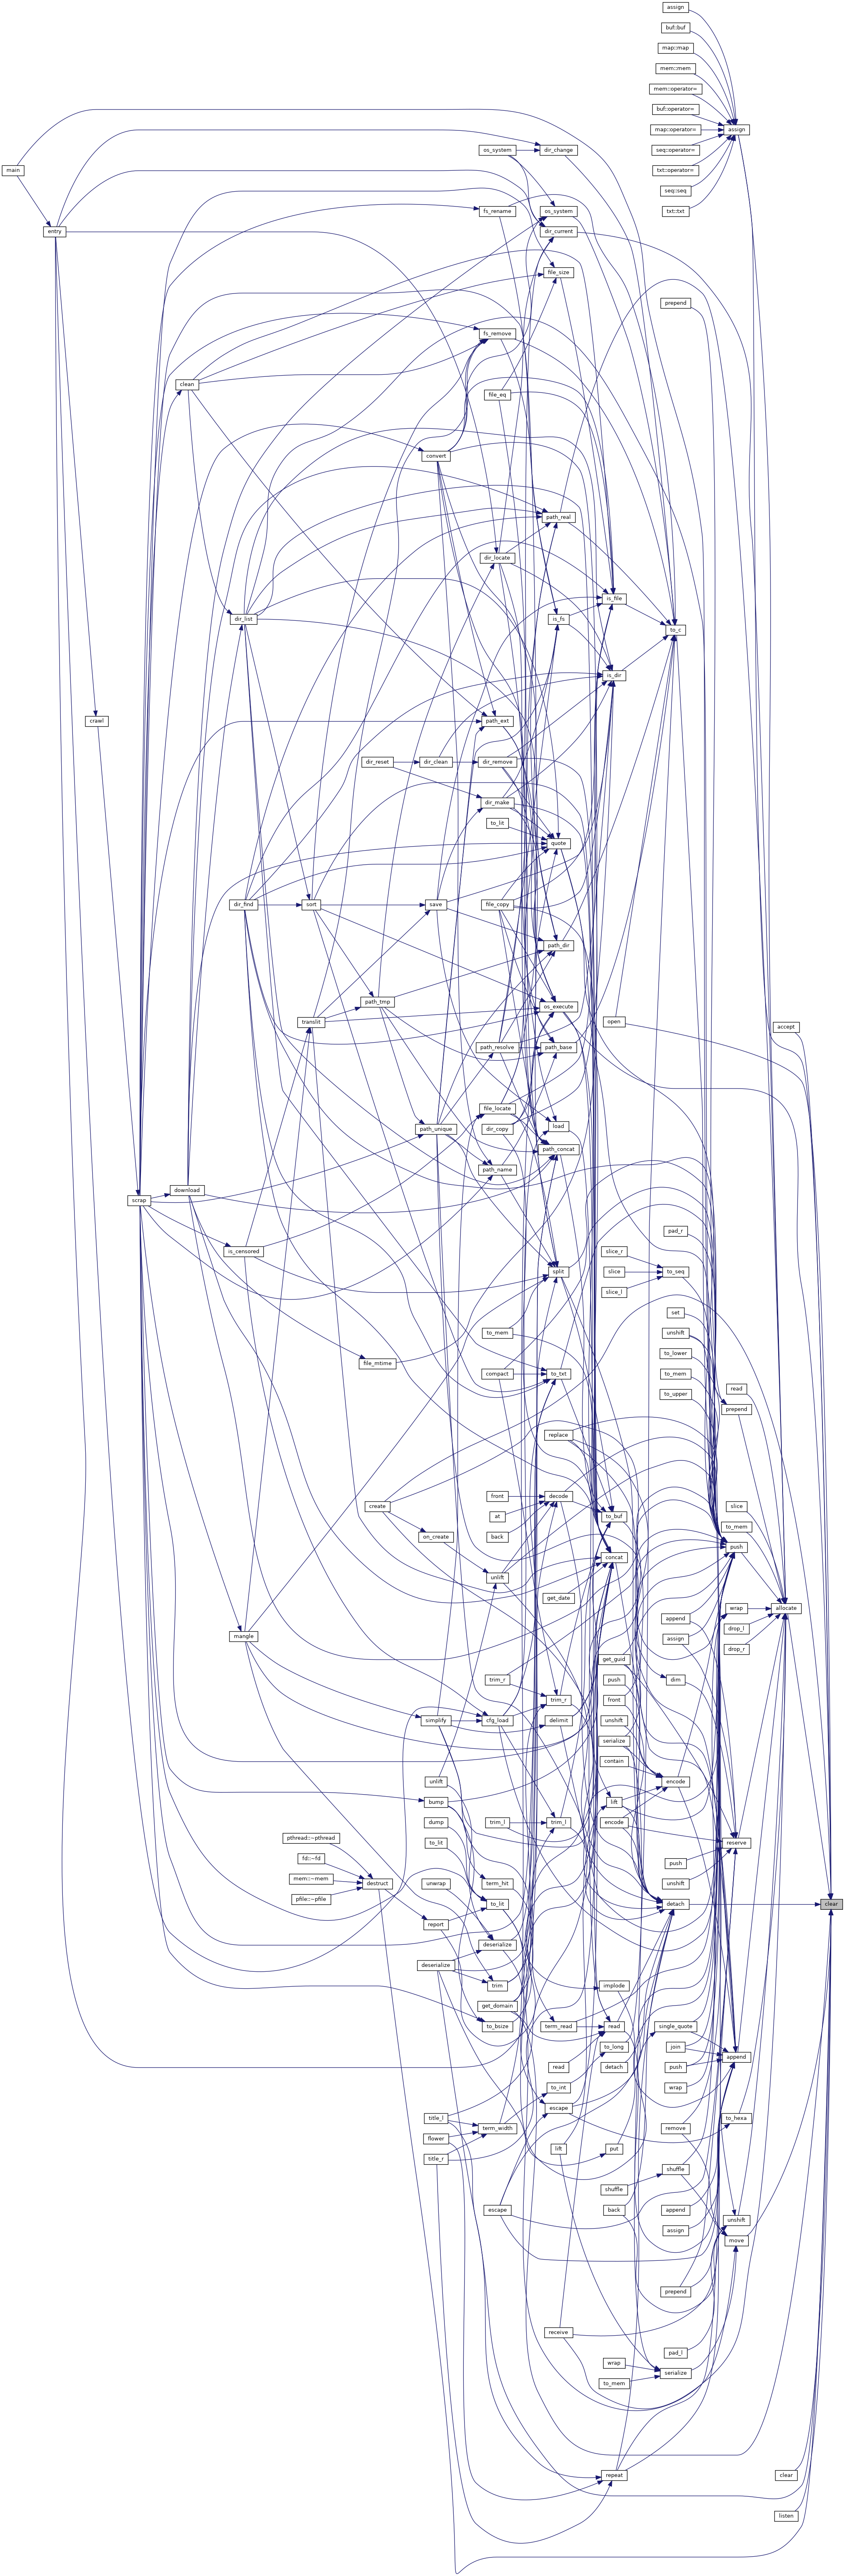 assign
buf::buf
map::map
mem::mem
mem::operator=
buf::operator=
map::operator=
assign
seq::operator=
os_system
dir_change
main
txt::operator=
seq::seq
fs_rename
os_system
txt::txt
entry
dir_current
file_size
prepend
fs_remove
clean
file_eq
convert
path_real
dir_locate
is_file
dir_list
is_fs
to_c
is_dir
crawl
path_ext
dir_reset
dir_clean
dir_remove
dir_make
to_lit
quote
dir_find
sort
save
file_copy
path_dir
path_tmp
os_execute
translit
open
accept
path_resolve
path_base
file_locate
path_unique
dir_copy
load
path_concat
path_name
download
scrap
pad_r
is_censored
slice_r
slice
split
to_seq
slice_l
set
to_mem
unshift
file_mtime
to_lower
compact
to_txt
to_mem
read
to_upper
prepend
replace
front
decode
create
at
to_buf
slice
on_create
back
to_mem
push
concat
unlift
get_date
wrap
allocate
append
drop_l
mangle
assign
drop_r
get_guid
trim_r
push
dim
trim_r
front
simplify
cfg_load
delimit
unshift
serialize
contain
unlift
encode
bump
lift
dump
trim_l
trim_l
encode
pthread::~pthread
to_lit
reserve
fd::~fd
push
mem::~mem
destruct
unwrap
term_hit
unshift
pfile::~pfile
to_lit
detach
clear
report
deserialize
deserialize
trim
implode
get_domain
to_bsize
term_read
read
single_quote
to_long
join
read
detach
push
append
to_int
wrap
title_l
escape
to_hexa
term_width
remove
flower
lift
put
title_r
shuffle
shuffle
escape
back
append
unshift
assign
move
prepend
receive
pad_l
wrap
serialize
to_mem
repeat
clear
listen